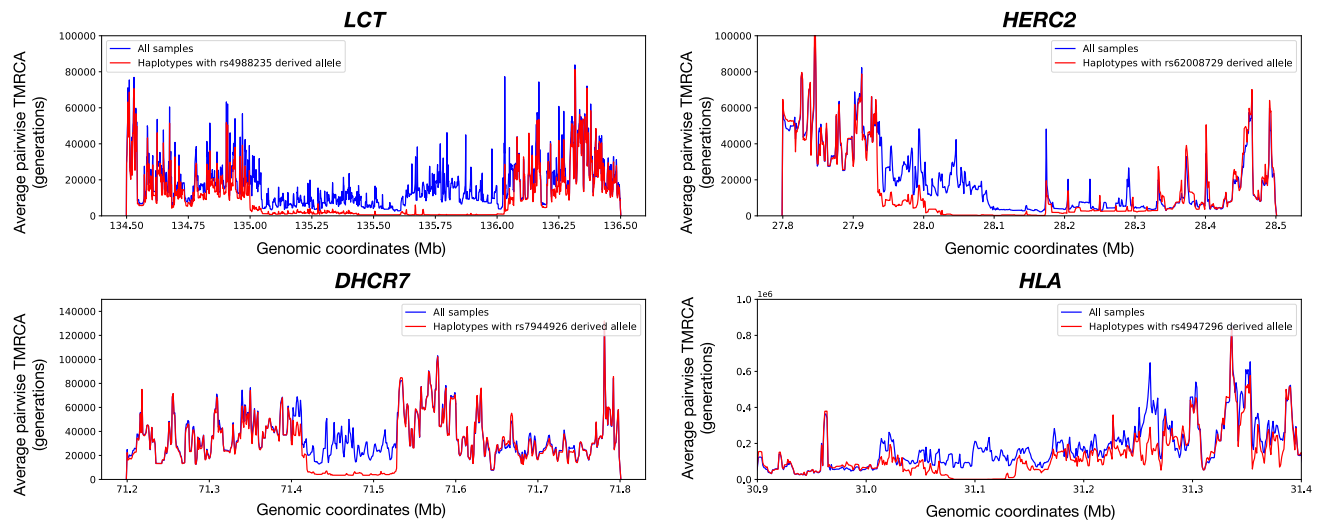 LCT
Average pairwise TMRCA
(generations)
100000
80000
60000
40000
20000
0
All samples
Haplotypes with rs4988235 derived allele
134.50
134.75
135.00
135.25
135.50
135.75
136.00
136.25
136.50
Genomic coordinates (Mb)
HERC2
Average pairwise TMRCA
(generations)
100000
80000
60000
40000
20000
0
All samples
Haplotypes with rs62008729 derived allele
27.8
27.9
28.0
28.1
28.2
28.3
28.4
28.5
Genomic coordinates (Mb)
DHCR7
Average pairwise TMRCA
(generations)
140000
120000
100000
80000
60000
40000
20000
0
All samples
Haplotypes with rs7944926 derived allele
71.2
71.3
71.4
71.5
71.6
71.7
71.8
Genomic coordinates (Mb)
HLA
Average pairwise TMRCA
(generations)
1e6
1.0
0.8
0.6
0.4
0.2
0.0
All samples
Haplotypes with rs4947296 derived allele
30.9
31.0
31.1
31.2
31.3
31.4
Genomic coordinates (Mb)